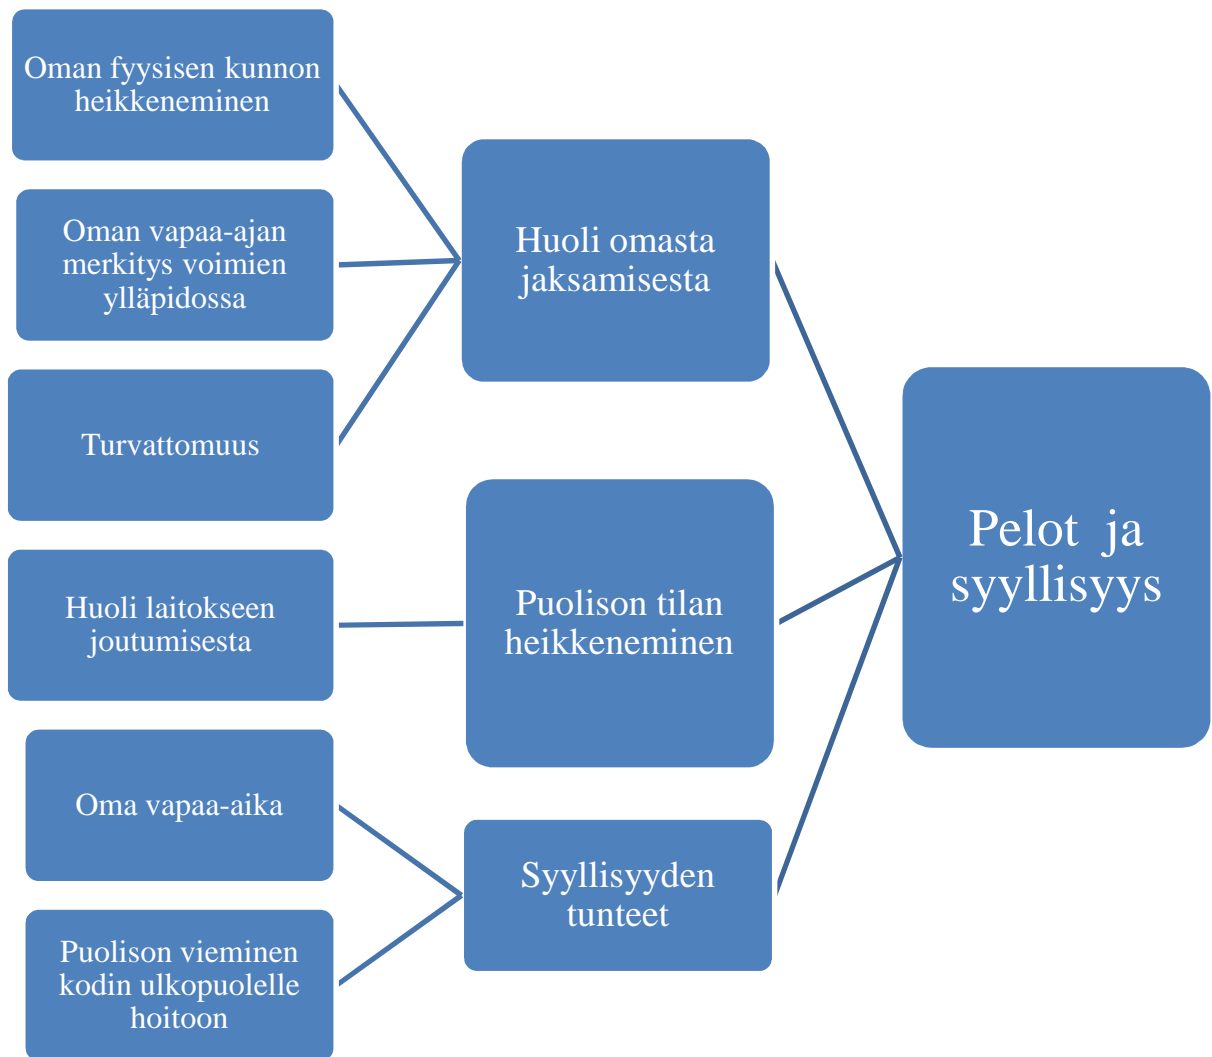 Oman fyysisen kunnon
heikkeneminen
Oman vapaa-ajan
merkitys voimien
ylläpidossa
Turvattomuus
Huoli laitokseen
joutumisesta
Oma vapaa-aika
Puolison vieminen
kodin ulkopuolelle
hoitoon
Huoli omasta
jaksamisesta
Puolison tilan
heikkeneminen
Syyllisyyden
tunteet
Pelot ja
syyllisyys